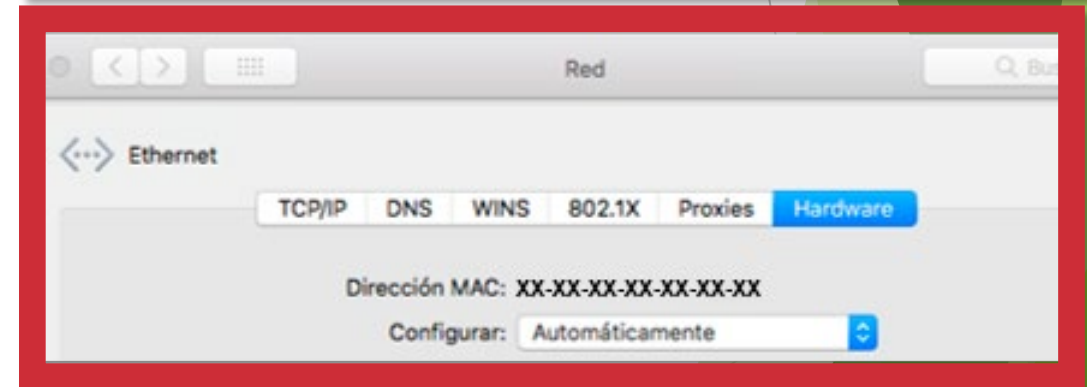 Red
Bus
Ethernet
TCP/IP DNS WINS 802.1X Proxies Hardware
Dirección MAC: XX-XX-XX-XX-XX-XX-XX
Configurar: Automáticamente